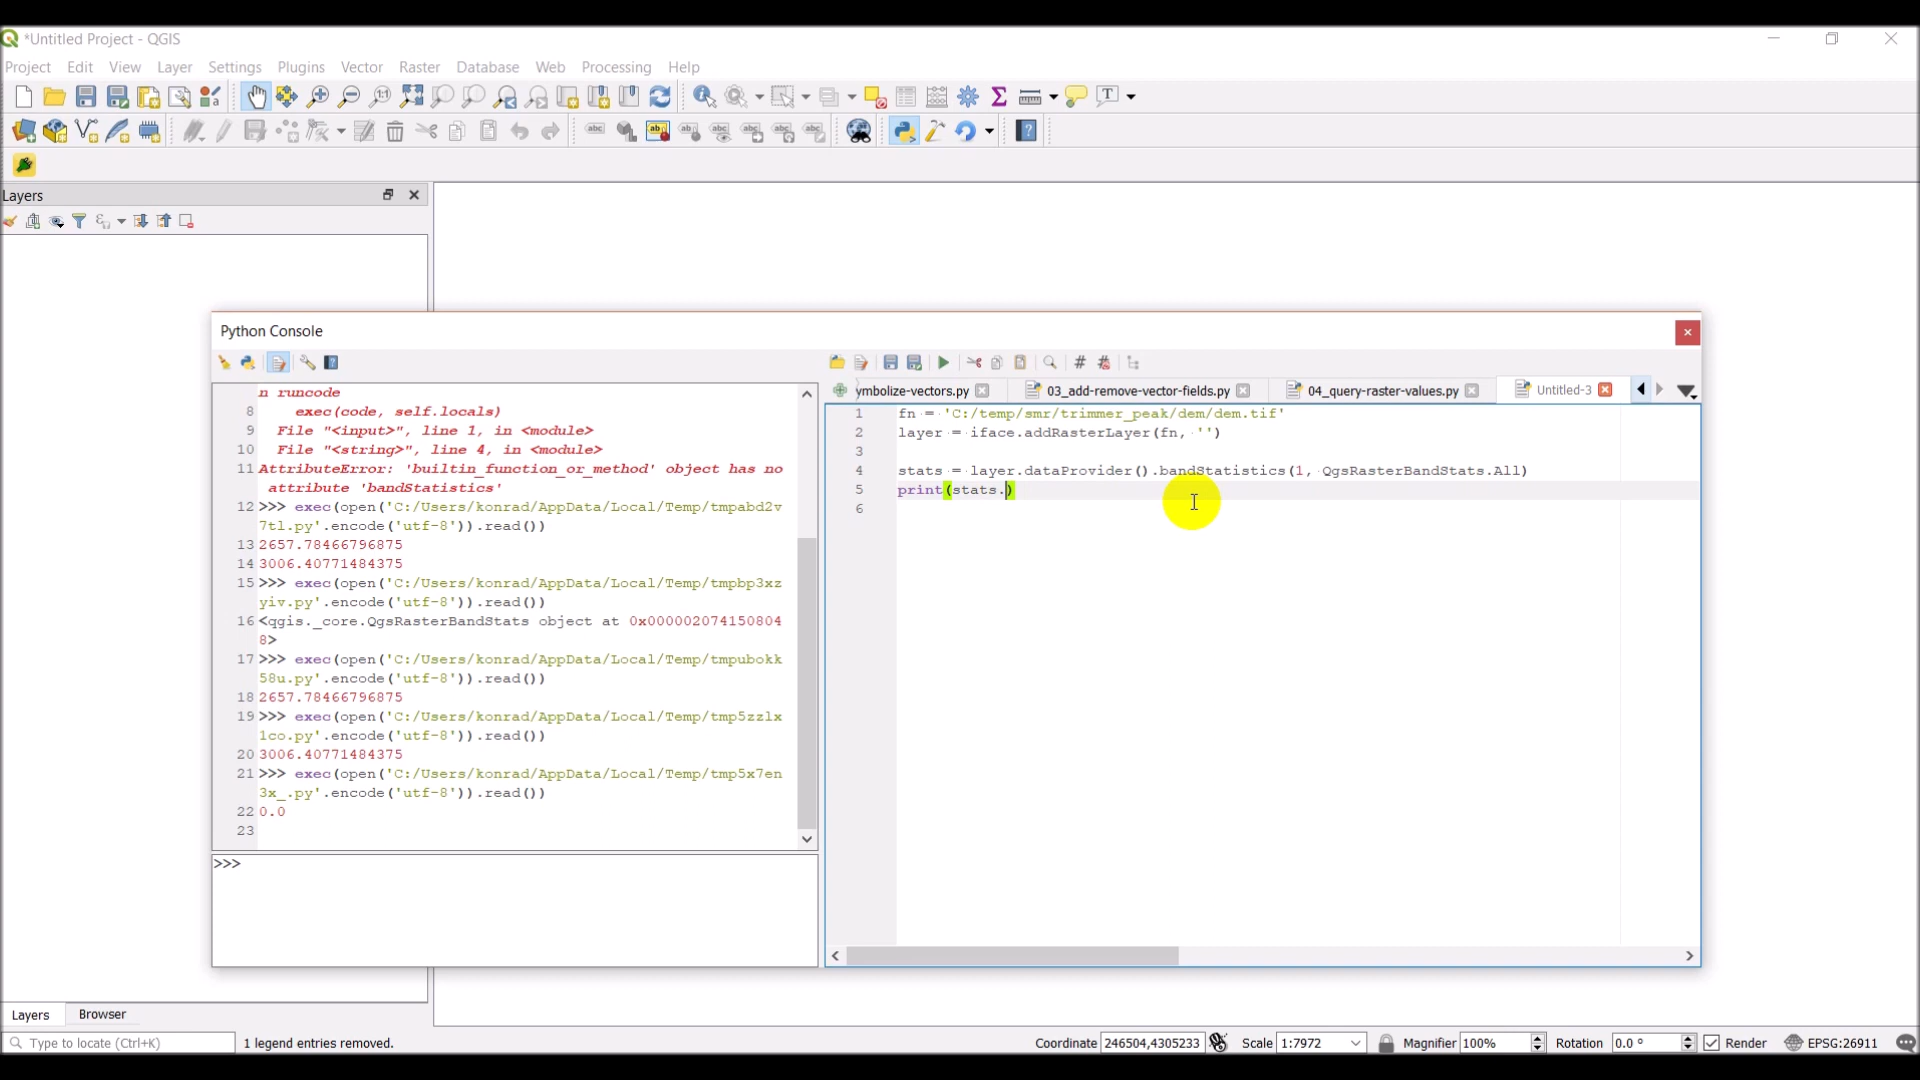 *Untitled Project - QGIS
Project Edit View Layer Settings Plugins Vector Raster Database Web Processing Help
Layers
Python Console
ymbolize-vectors.py 03_add-remove-vector-fields.py 04_query-raster-values.py Untitled-3
n runcode
8 exec(code, self.locals)
9 File "<input>", line 1, in <module>
10 File "<string>", line 4, in <module>
11 AttributeError: 'builtin_function_or_method' object has no
attribute 'bandStatistics'
12 >>> exec(open('C:/Users/konrad/AppData/Local/Temp/tmpabd2v
7tl.py'.encode('utf-8')).read())
13 2657.78466796875
14 3006.40771484375
15 >>> exec(open('C:/Users/konrad/AppData/Local/Temp/tmpbp3xz
yiv.py'.encode('utf-8')).read())
16 <qgis._core.QgsRasterBandStats object at 0x000002074150804
8>
17 >>> exec(open('C:/Users/konrad/AppData/Local/Temp/tmpubokk
58u.py'.encode('utf-8')).read())
18 2657.78466796875
19 >>> exec(open('C:/Users/konrad/AppData/Local/Temp/tmp5zzlx
1co.py'.encode('utf-8')).read())
20 3006.40771484375
21 >>> exec(open('C:/Users/konrad/AppData/Local/Temp/tmp5x7en
3x_.py'.encode('utf-8')).read())
22 0.0
23
>>>
1 fn = 'C:/temp/smr/trimmer_peak/dem/dem.tif'
2 layer = iface.addRasterLayer(fn, '')
3
4 stats = layer.dataProvider().bandStatistics(1, QgsRasterBandStats.All)
5 print(stats.)
6
Layers Browser
Type to locate (Ctrl+K) 1 legend entries removed. Coordinate 246504,4305233 Scale 1:7972 Magnifier 100% Rotation 0.0 ° Render EPSG:26911